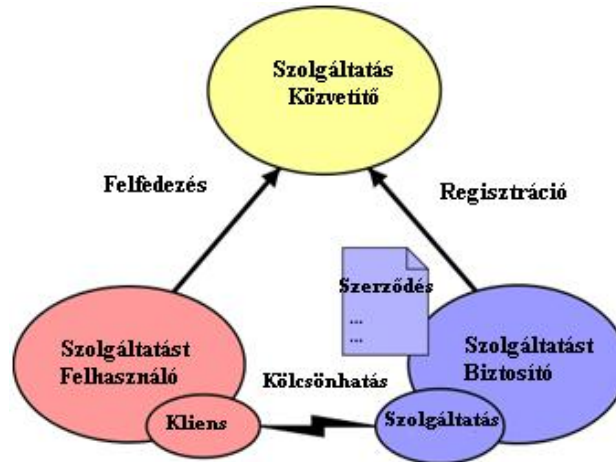 Szolgáltatás
Közvetítő
Felfedezés
Regisztráció
Szerződés
...
...
Szolgáltatást
Felhasználó
Szolgáltatást
Biztosító
Kölcsönhatás
Kliens
Szolgáltatás